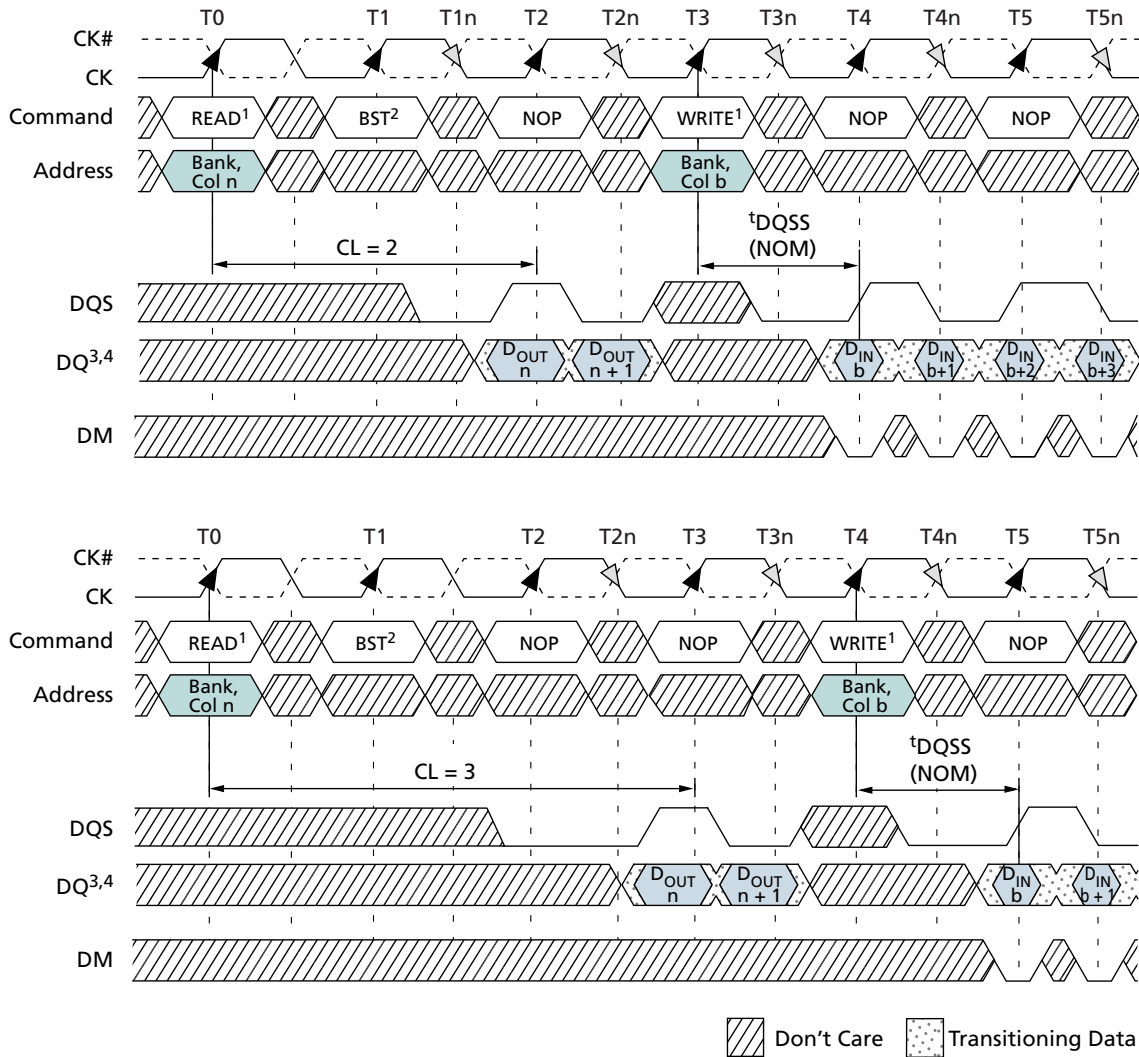 T0 T1 T1n T2 T2n T3 T3n T4 T4n T5 T5n
CK#
CK
Command READ1 BST2 NOP WRITE1 NOP NOP
Address Bank, Col n Bank, Col b
CL = 2 tDQSS (NOM)
DQS
DQ3,4 DOUT n DOUT n + 1 DIN b DIN b+1 DIN b+2 DIN b+3
DM
T0 T1 T2 T2n T3 T3n T4 T4n T5 T5n
CK#
CK
Command READ1 BST2 NOP NOP WRITE1 NOP
Address Bank, Col n Bank, Col b
CL = 3 tDQSS (NOM)
DQS
DQ3,4 DOUT n DOUT n + 1 DIN b DIN b + 1
DM
Don't Care Transitioning Data